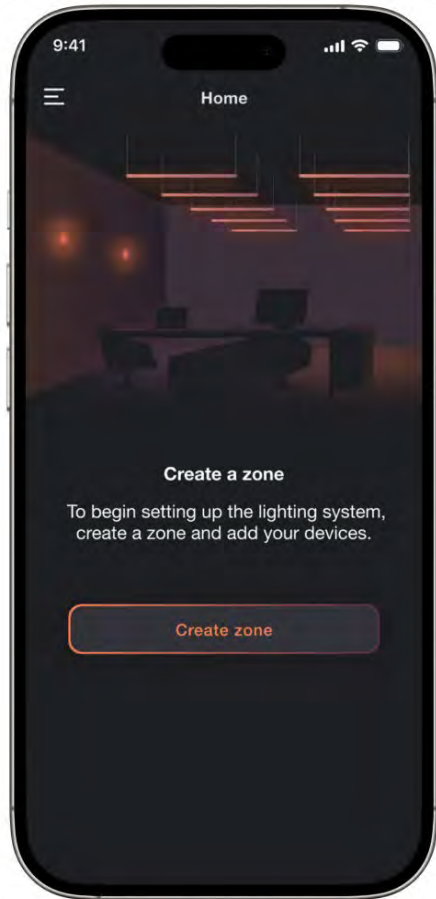 9:41
Home
Create a zone
To begin setting up the lighting system,
create a zone and add your devices.
Create zone